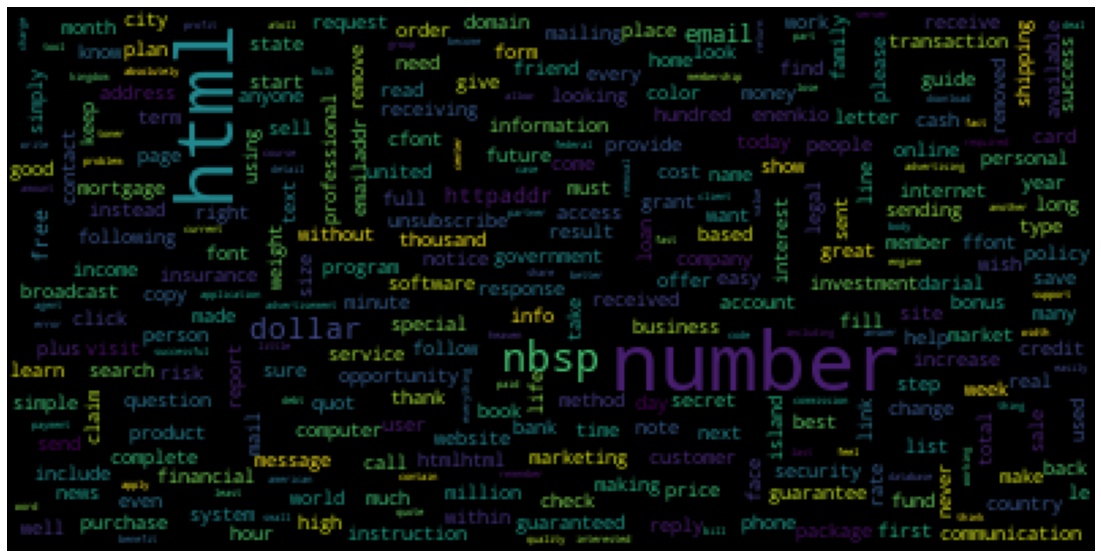 month
city
request
order
domain
receive
know
plan
state
mailing
place
email
work
family
transaction
html
start
need
form
friend
every
home
look
find
please
guide
shipping
available
success
simply
address
anyone
read
give
looking
color
money
removed
keep
term
sell
receiving
information
hundred
enenkio
letter
cash
card
contact
page
using
professional
emailaddr remove
cfont
future
provide
today
people
online
personal
good
mortgage
text
united
come
cost
name
show
line
internet
year
free
instead
right
full
httpaddr
must
grant
want
legal
sent
sending
long
following
weight
without
unsubscribe
access
result
loan
based
interest
great
member
ffont
type
font
thousand
notice
government
company
wish
policy
income
insurance
size
program
software
response
offer
easy
investment
darial
save
broadcast
copy
minute
received
account
bonus
many
click
made
dollar
special
info
take
business
fill
site
person
help
market
plus
visit
report
service
follow
nbsp
number
increase
credit
learn
search
risk
sure
opportunity
life
method
day
secret
step
week
real
simple
claim
question
quot
thank
book
bank
time
note
next
island
best
link
change
used
send
product
mail
computer
user
website
list
total
sale
complete
message
call
htmlhtml
marketing
customer
face
security
rate
never
make
back
include
financial
making
price
guarantee
fund
country
le
news
even
world
much
million
check
well
purchase
system
hour
high
instruction
within
guaranteed
reply
phone
package
first
communication